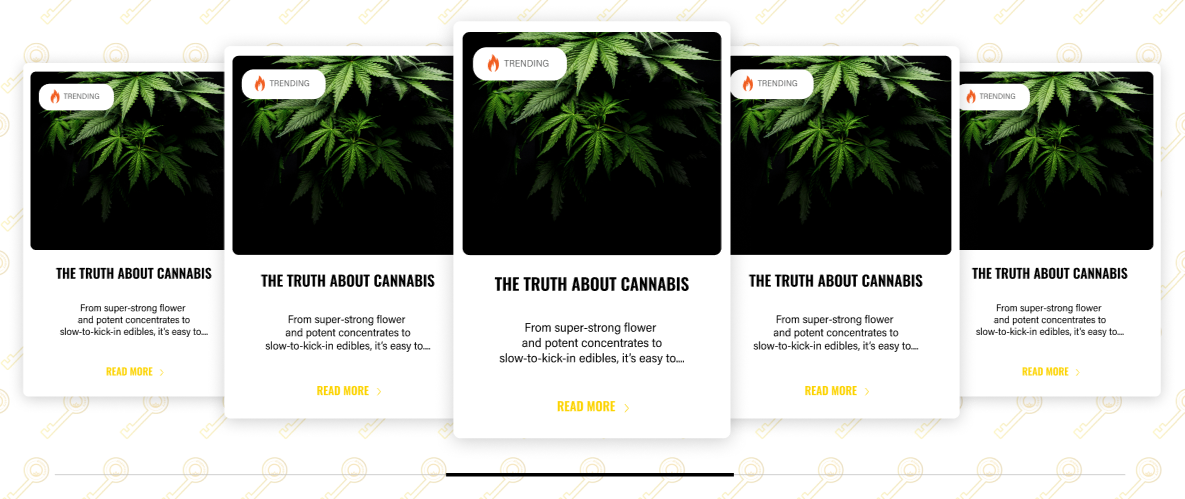 TRENDING
THE TRUTH ABOUT CANNABIS
From super-strong flower
and potent concentrates to
slow-to-kick-in edibles, it's easy to....
READ MORE
TRENDING
THE TRUTH ABOUT CANNABIS
From super-strong flower
and potent concentrates to
slow-to-kick-in edibles, it's easy to....
READ MORE
TRENDING
THE TRUTH ABOUT CANNABIS
From super-strong flower
and potent concentrates to
slow-to-kick-in edibles, it's easy to....
READ MORE
TRENDING
THE TRUTH ABOUT CANNABIS
From super-strong flower
and potent concentrates to
slow-to-kick-in edibles, it's easy to....
READ MORE
TRENDING
THE TRUTH ABOUT CANNABIS
From super-strong flower
and potent concentrates to
slow-to-kick-in edibles, it's easy to....
READ MORE